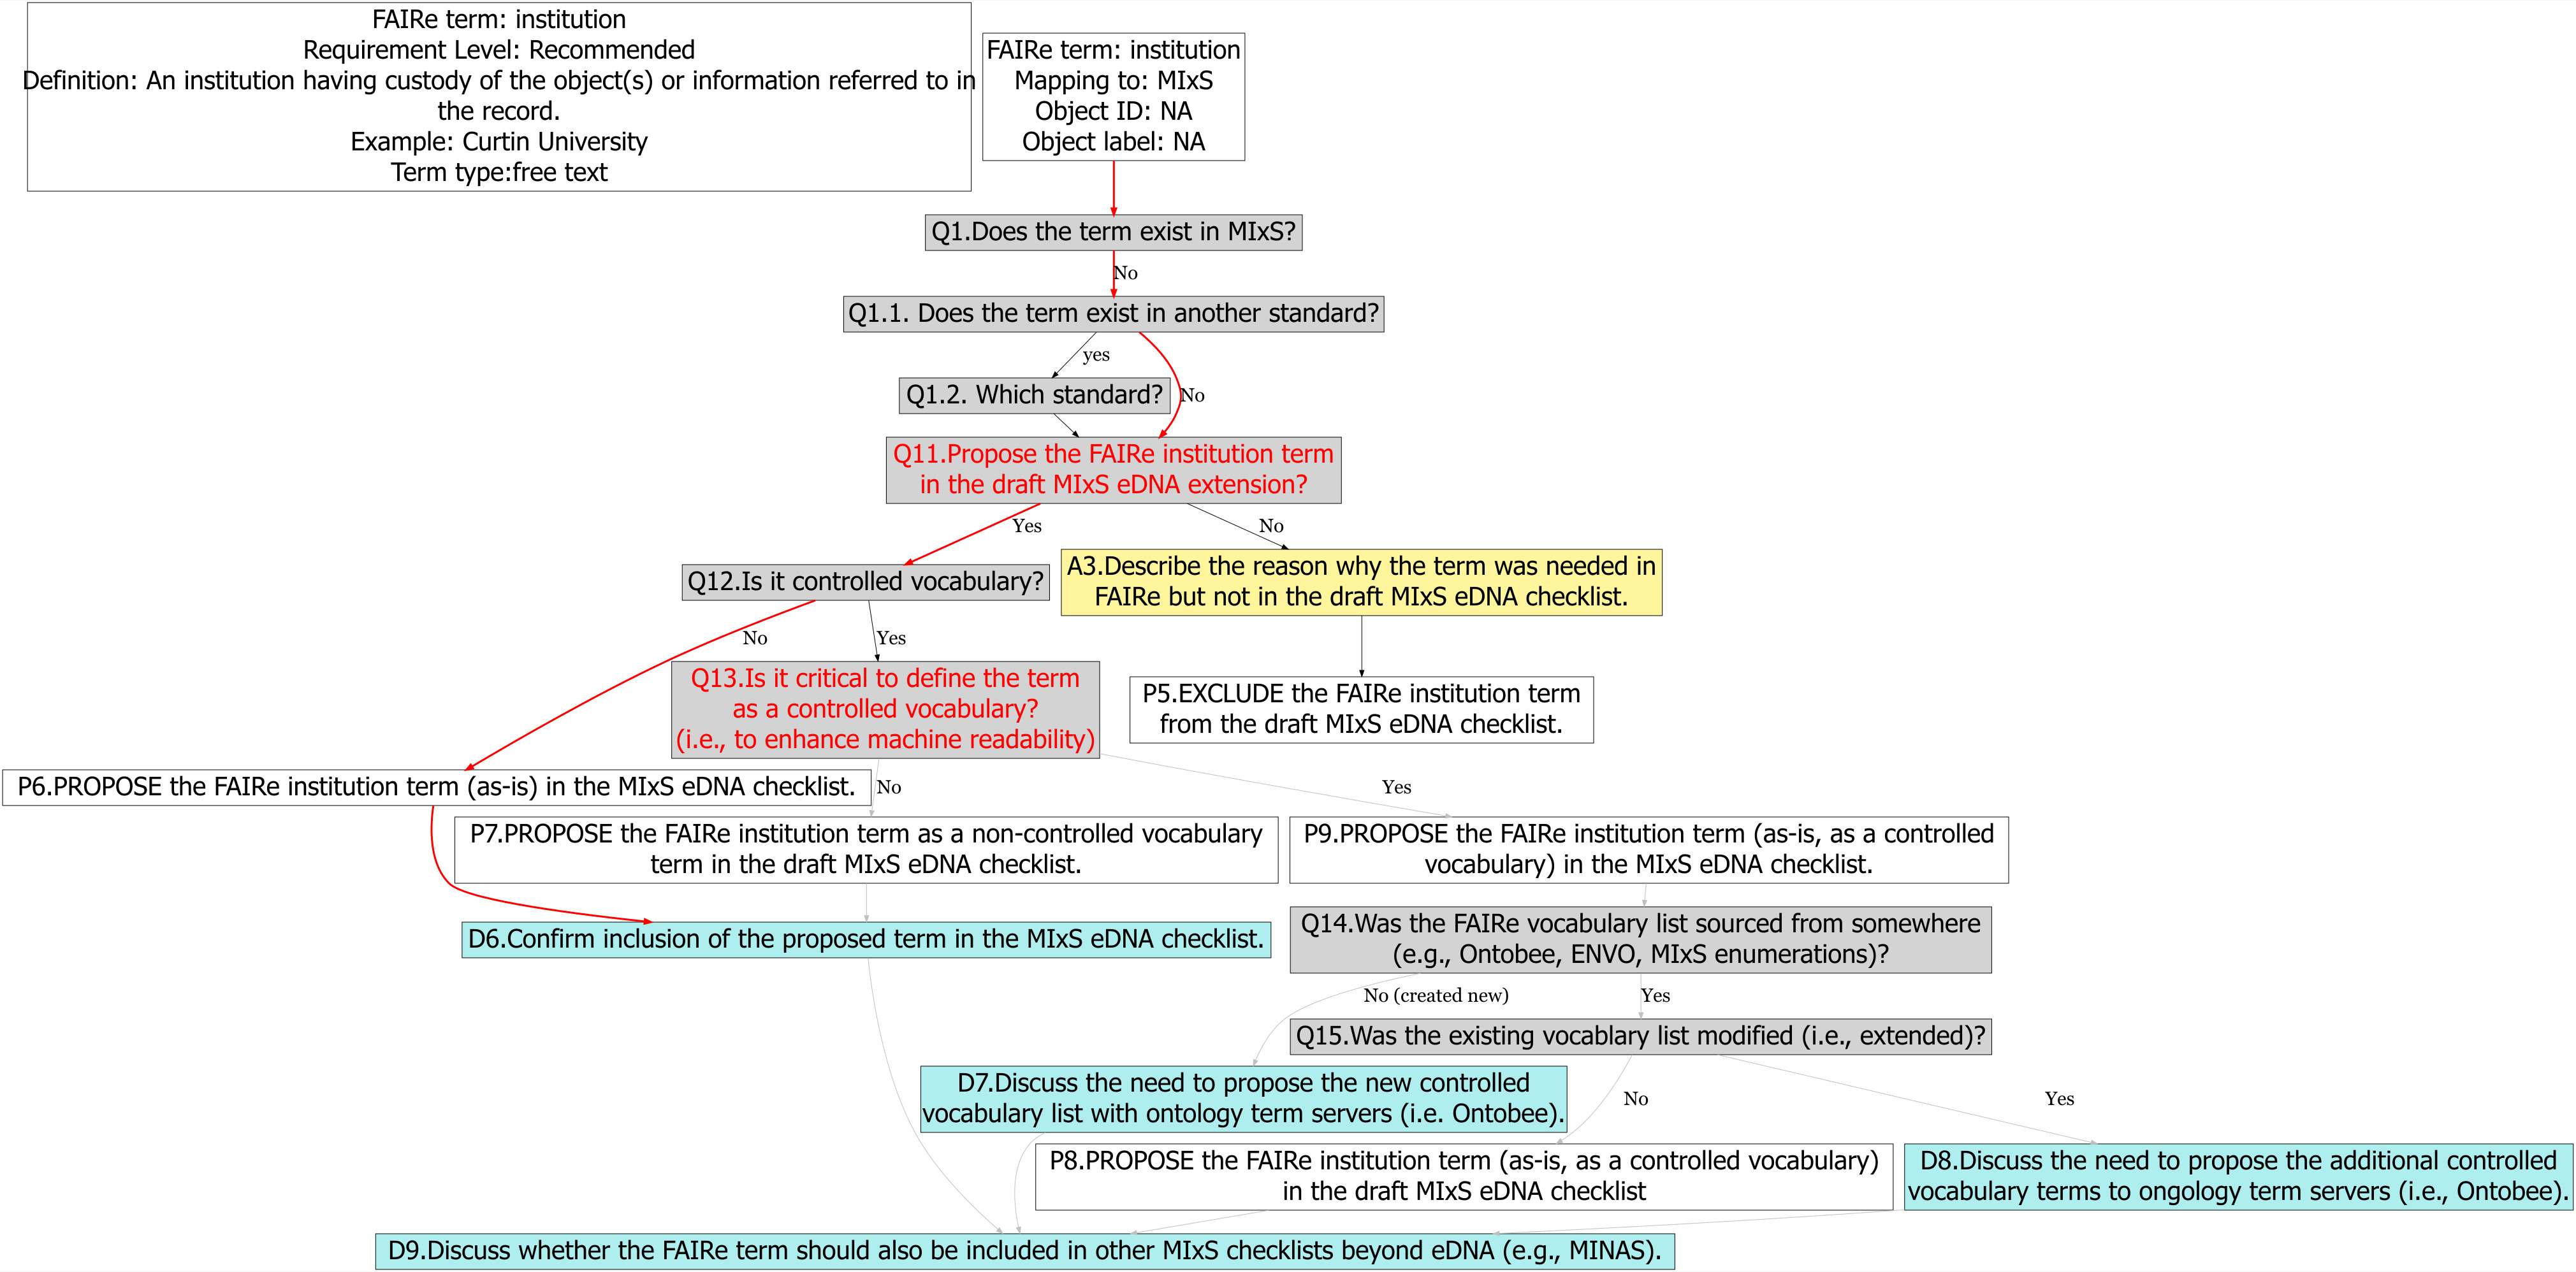 FAIRe term: institution
Requirement Level: Recommended
Definition: An institution having custody of the object(s) or information referred to in
the record.
Example: Curtin University
Term type:free text
FAIRe term: institution
Mapping to: MIxS
Object ID: NA
Object label: NA
Q1.Does the term exist in MIxS?
No
Q1.1. Does the term exist in another standard?
yes
Q1.2. Which standard?
No
Q11.Propose the FAIRe institution term
in the draft MIxS eDNA extension?
Yes
No
Q12.Is it controlled vocabulary?
A3.Describe the reason why the term was needed in
FAIRe but not in the draft MIxS eDNA checklist.
No
Yes
Q13.Is it critical to define the term
as a controlled vocabulary?
(i.e., to enhance machine readability)
P5.EXCLUDE the FAIRe institution term
from the draft MIxS eDNA checklist.
P6.PROPOSE the FAIRe institution term (as-is) in the MIxS eDNA checklist.
No
Yes
P7.PROPOSE the FAIRe institution term as a non-controlled vocabulary
term in the draft MIxS eDNA checklist.
P9.PROPOSE the FAIRe institution term (as-is, as a controlled
vocabulary) in the MIxS eDNA checklist.
D6.Confirm inclusion of the proposed term in the MIxS eDNA checklist.
Q14.Was the FAIRe vocabulary list sourced from somewhere
(e.g., Ontobee, ENVO, MIxS enumerations)?
No (created new)
Yes
Q15.Was the existing vocablary list modified (i.e., extended)?
D7.Discuss the need to propose the new controlled
vocabulary list with ontology term servers (i.e. Ontobee).
No
Yes
P8.PROPOSE the FAIRe institution term (as-is, as a controlled vocabulary)
in the draft MIxS eDNA checklist
D8.Discuss the need to propose the additional controlled
vocabulary terms to ongology term servers (i.e., Ontobee).
D9.Discuss whether the FAIRe term should also be included in other MIxS checklists beyond eDNA (e.g., MINAS).